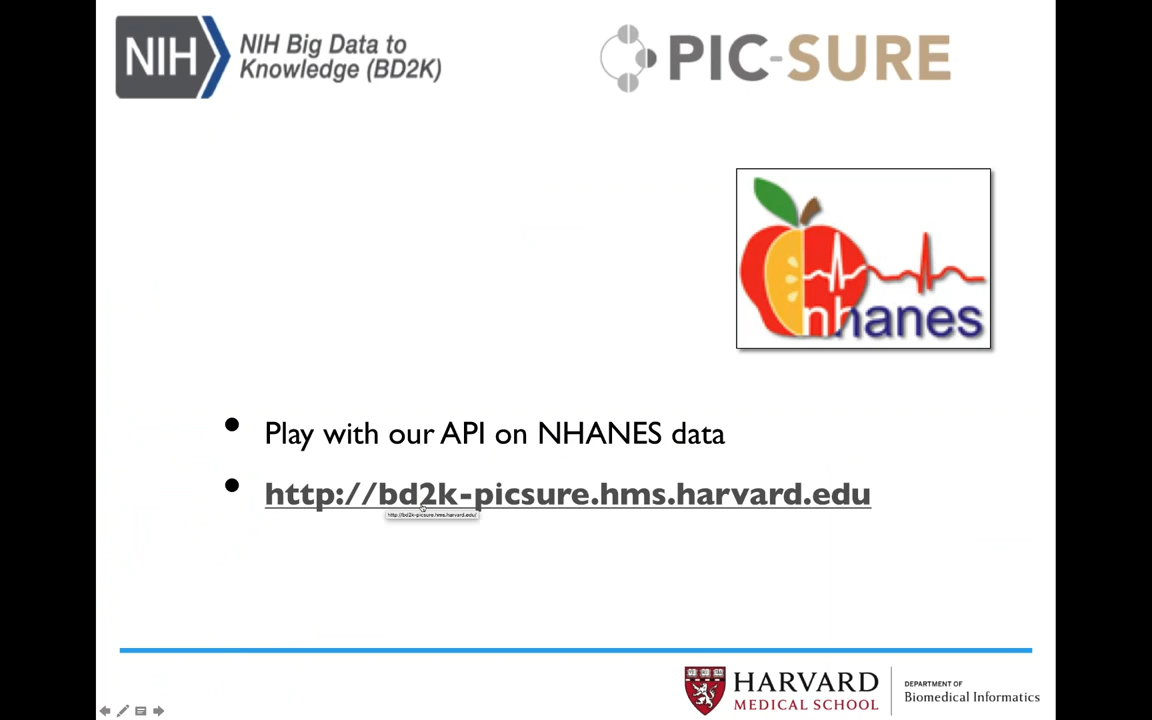 NIH
NIH Big Data to
Knowledge (BD2K)
PIC-SURE
nhanes
• Play with our API on NHANES data
• http://bd2k-picsure.hms.harvard.edu
http://bd2k-picsure.hms.harvard.edu/
HARVARD
MEDICAL SCHOOL
DEPARTMENT OF
Biomedical Informatics